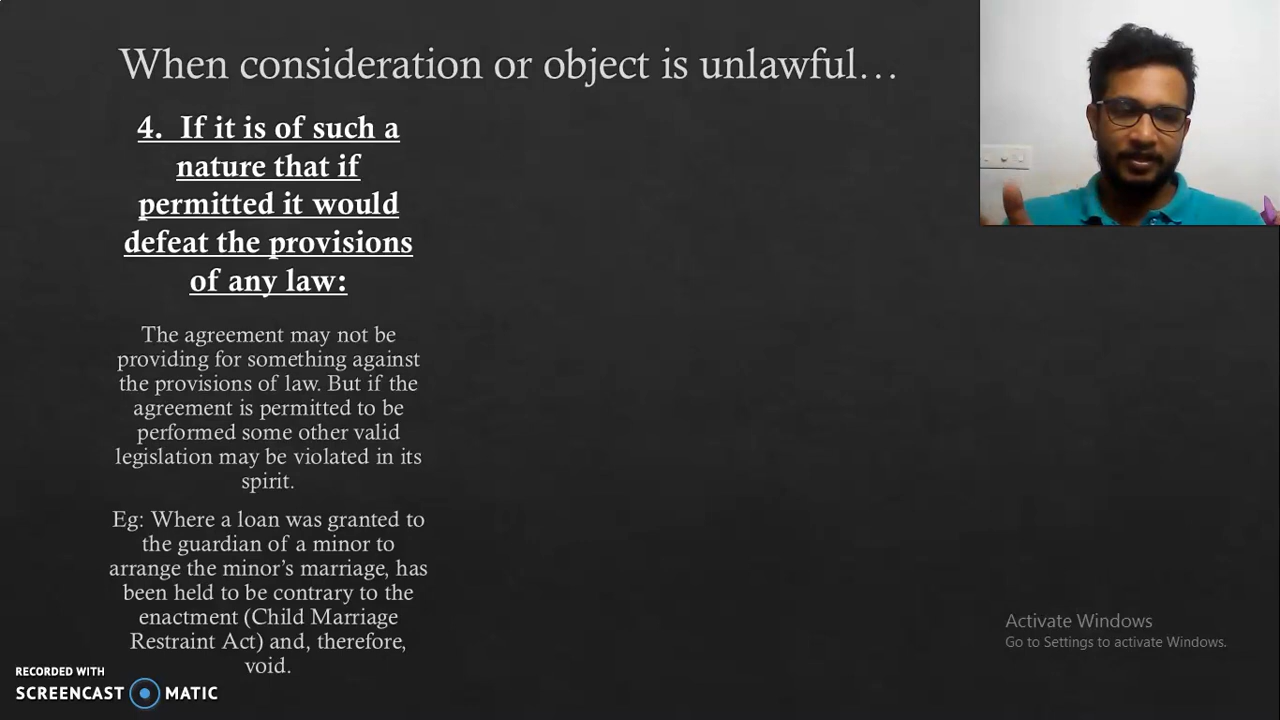 When consideration or object is unlawful…
4.  If it is of such a
nature that if
permitted it would
defeat the provisions
of any law:
The agreement may not be
providing for something against
the provisions of law. But if the
agreement is permitted to be
performed some other valid
legislation may be violated in its
spirit.
Eg: Where a loan was granted to
the guardian of a minor to
arrange the minor’s marriage, has
been held to be contrary to the
enactment (Child Marriage
Restraint Act) and, therefore,
void.
Activate Windows
Go to Settings to activate Windows.
RECORDED WITH
SCREENCAST MATIC